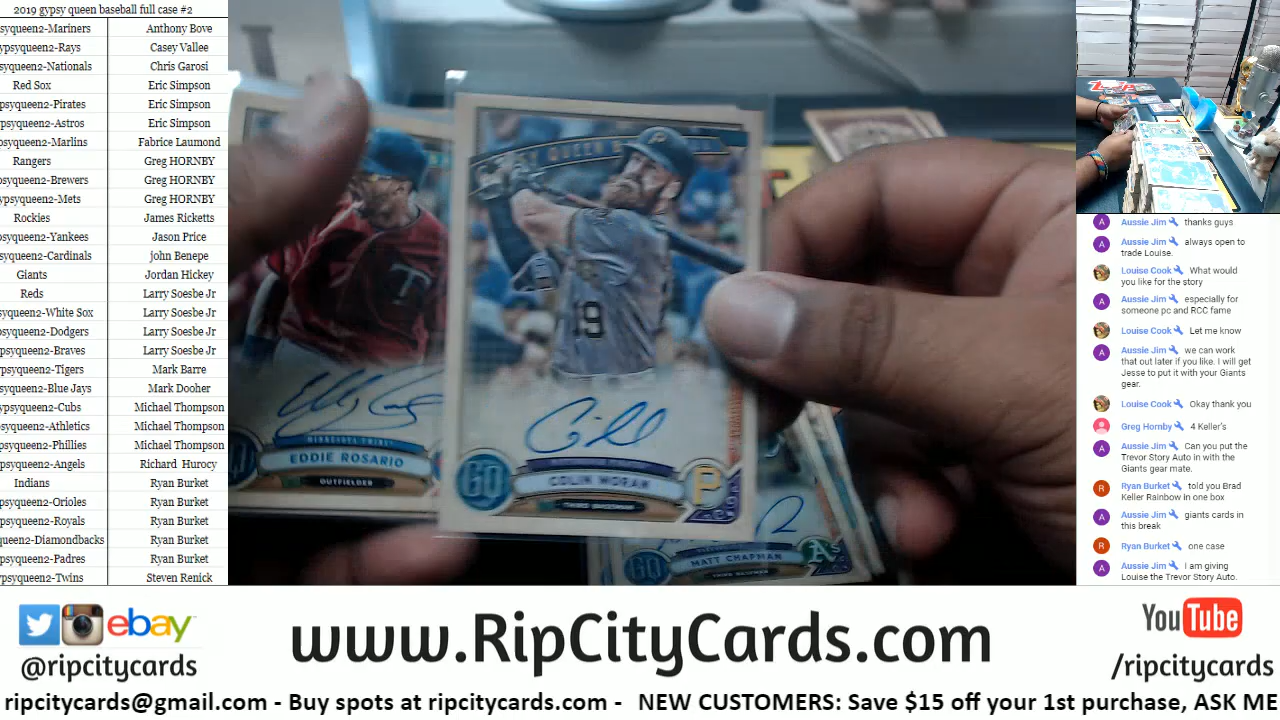 2019 gypsy queen baseball full case #2
syqueen2-Mariners Anthony Bove
ypsyqueen2-Rays Casey Vallee
syqueen2-Nationals Chris Garosi
Red Sox Eric Simpson
psyqueen2-Pirates Eric Simpson
psyqueen2-Astros Eric Simpson
psyqueen2-Marlins Fabrice Laumond
Rangers Greg HORNBY
psyqueen2-Brewers Greg HORNBY
ypsyqueen2-Mets Greg HORNBY
Rockies James Ricketts
psyqueen2-Yankees Jason Price
syqueen2-Cardinals john Benepe
Giants Jordan Hickey
Reds Larry Soesbe Jr
syqueen2-White Sox Larry Soesbe Jr
psyqueen2-Dodgers Larry Soesbe Jr
psyqueen2-Braves Larry Soesbe Jr
psyqueen2-Tigers Mark Barre
syqueen2-Blue Jays Mark Dooher
ypsyqueen2-Cubs Michael Thompson
syqueen2-Athletics Michael Thompson
psyqueen2-Phillies Michael Thompson
psyqueen2-Angels Richard Hurocy
Indians Ryan Burket
psyqueen2-Orioles Ryan Burket
psyqueen2-Royals Ryan Burket
queen2-Diamondbacks Ryan Burket
psyqueen2-Padres Ryan Burket
psyqueen2-Twins Steven Renick
19
T
MINNESOTA TWINS
EDDIE ROSARIO
OUTFIELDER
GQ
COLIN MORAN
THIRD BASEMAN
P
GQ
MATT CHAPMAN
THIRD BASEMAN
A's
A Aussie Jim thanks guys
A Aussie Jim always open to
trade Louise.
Louise Cook What would
you like for the story
A Aussie Jim especially for
someone pc and RCC fame
Louise Cook Let me know
A Aussie Jim we can work
that out later if you like. I will get
Jesse to put it with your Giants
gear.
Louise Cook Okay thank you
Greg Hornby 4 Keller's
A Aussie Jim Can you put the
Trevor Story Auto in with the
Giants gear mate.
R Ryan Burket told you Brad
Keller Rainbow in one box
A Aussie Jim giants cards in
this break
R Ryan Burket one case
A Aussie Jim I am giving
Louise the Trevor Story Auto.
ebay
@ripcitycards
www.RipCityCards.com
YouTube
/ripcitycards
ripcitycards@gmail.com - Buy spots at ripcitycards.com - NEW CUSTOMERS: Save $15 off your 1st purchase, ASK ME